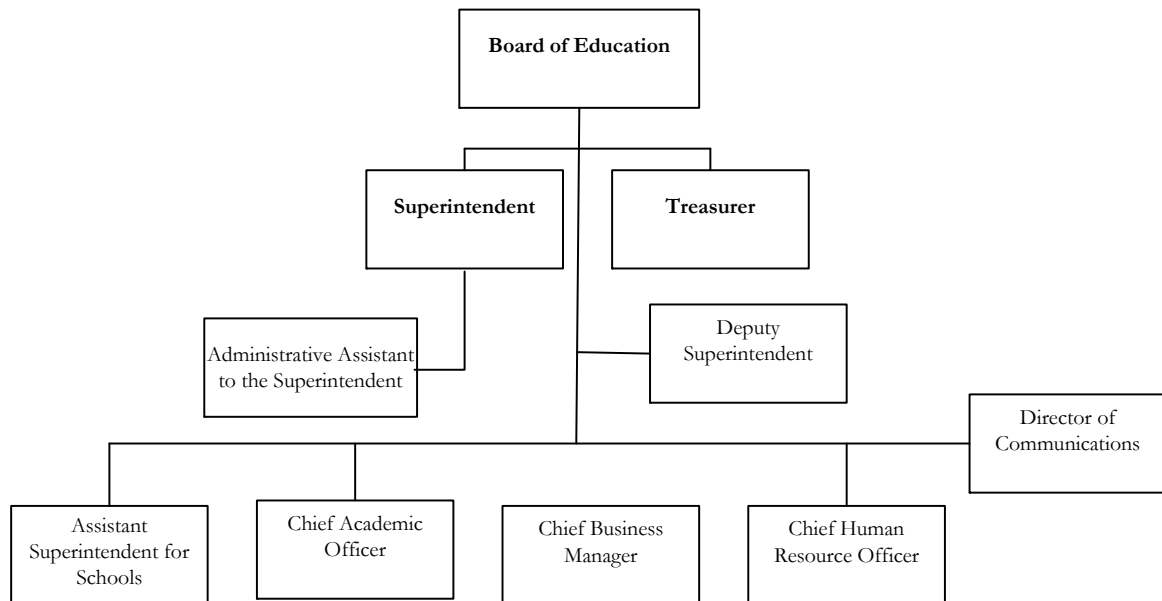 Board of Education
Superintendent
Treasurer
Administrative Assistant
to the Superintendent
Deputy
Superintendent
Director of
Communications
Assistant
Superintendent for
Schools
Chief Academic
Officer
Chief Business
Manager
Chief Human
Resource Officer